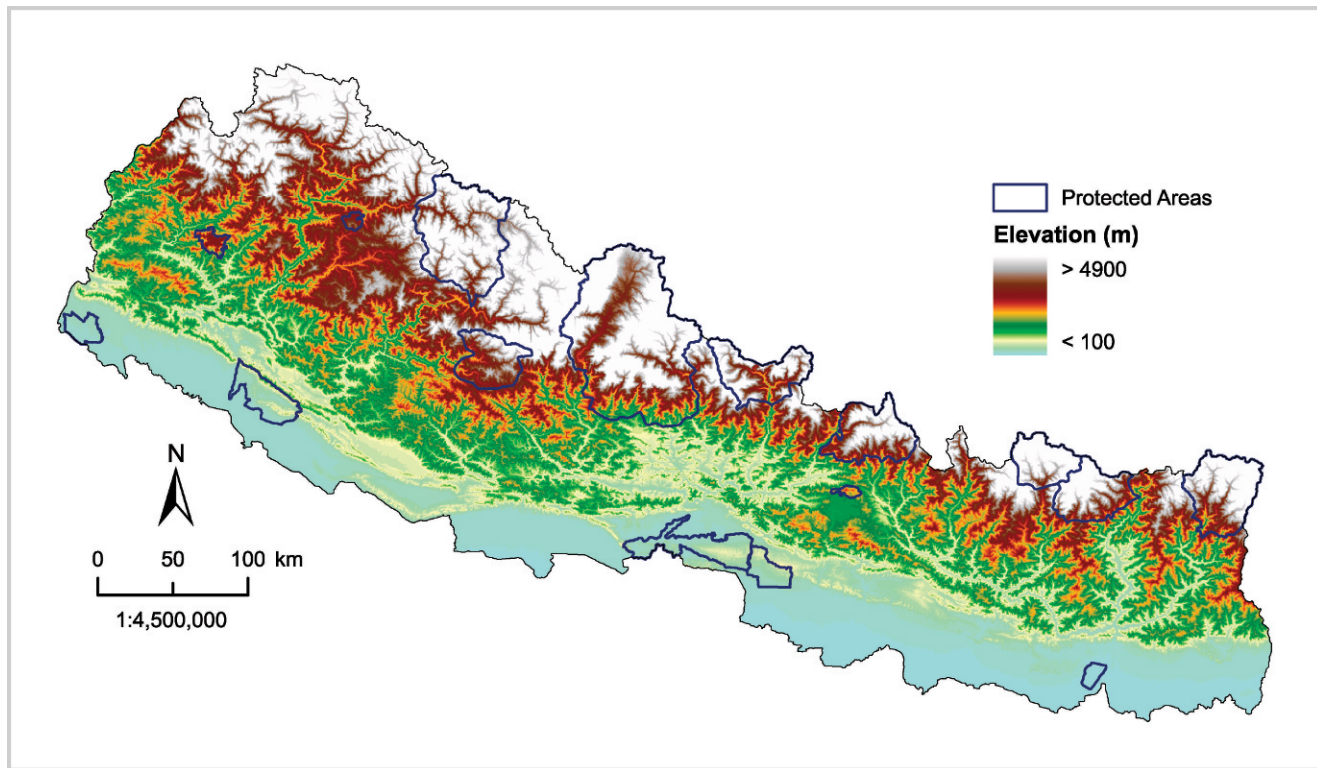 Protected Areas
Elevation (m)
> 4900
< 100
N
0 50 100 km
1:4,500,000